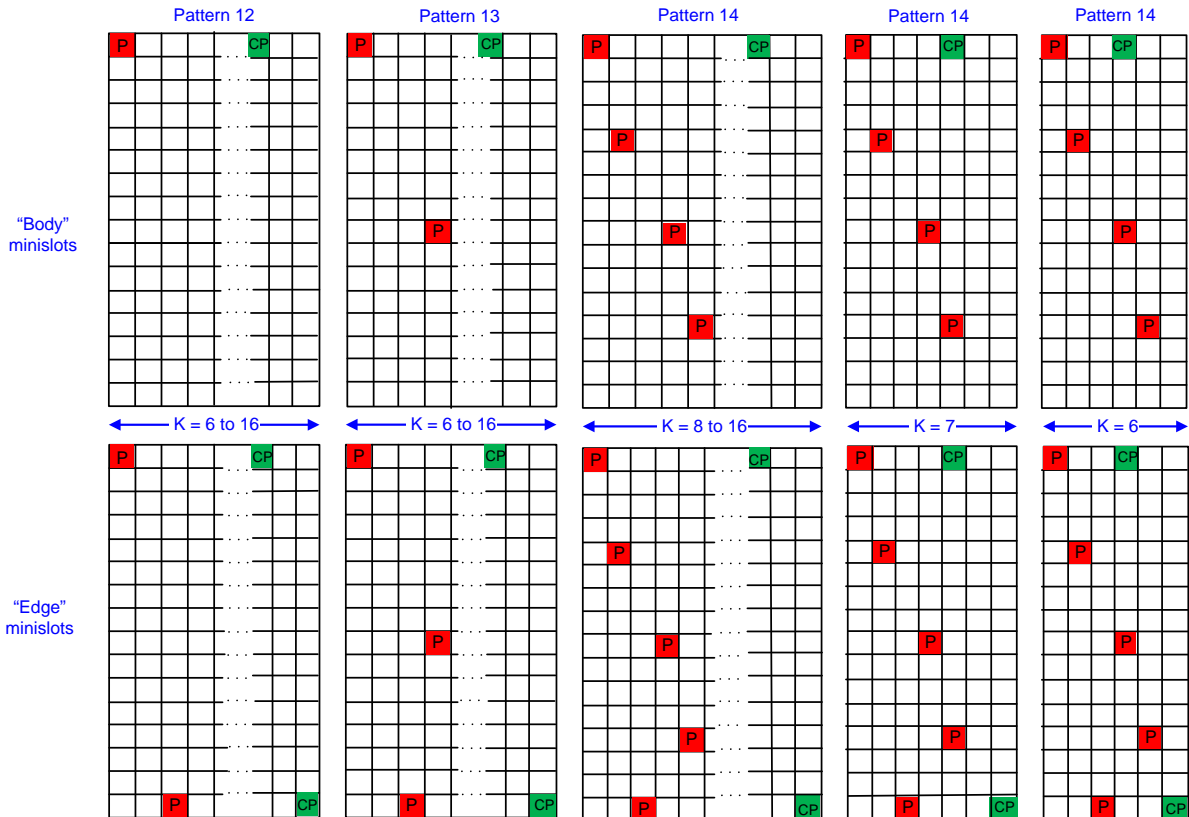 Pattern 12 Pattern 13 Pattern 14 Pattern 14 Pattern 14
P CP P CP P CP P CP P CP
P P P
“Body”
minislots
P P P P
P P P
K = 6 to 16 K = 6 to 16 K = 8 to 16 K = 7 K = 6
P CP P CP P CP P CP P CP
P P P
“Edge”
minislots
P P P P
P P P
P CP P CP P CP P CP P CP